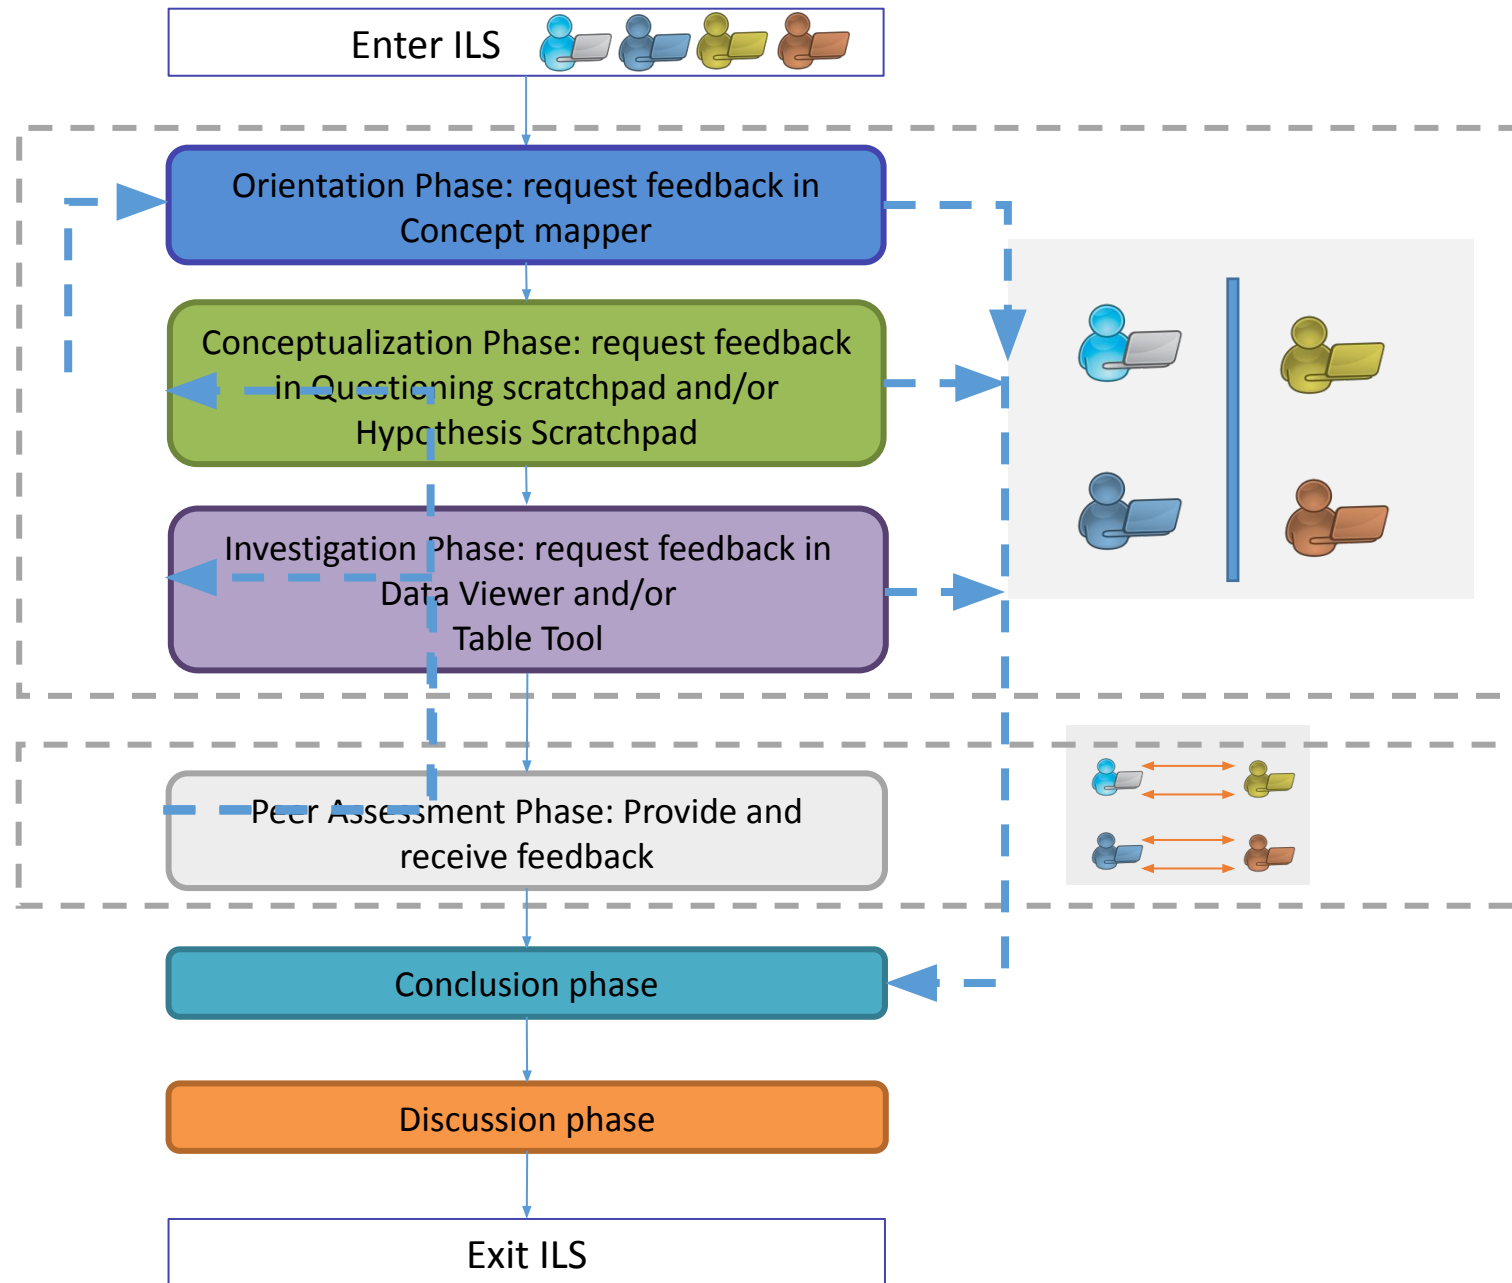 Enter ILS
Orientation Phase: request feedback in
Concept mapper
Conceptualization Phase: request feedback
in Questioning scratchpad and/or
Hypothesis Scratchpad
Investigation Phase: request feedback in
Data Viewer and/or
Table Tool
Peer Assessment Phase: Provide and
receive feedback
Conclusion phase
Discussion phase
Exit ILS